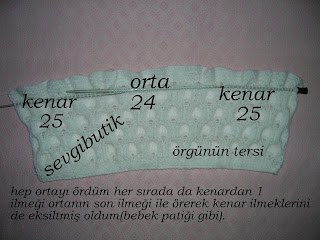 orta
24
kenar
25
kenar
25
sevgibutik
örgünün tersi
hep ortayı ördüm her sırada da kenardan 1
ilmeği ortanın son ilmeği ile örerek kenar ilmeklerini
de eksiltmiş oldum(bebek patiği gibi).